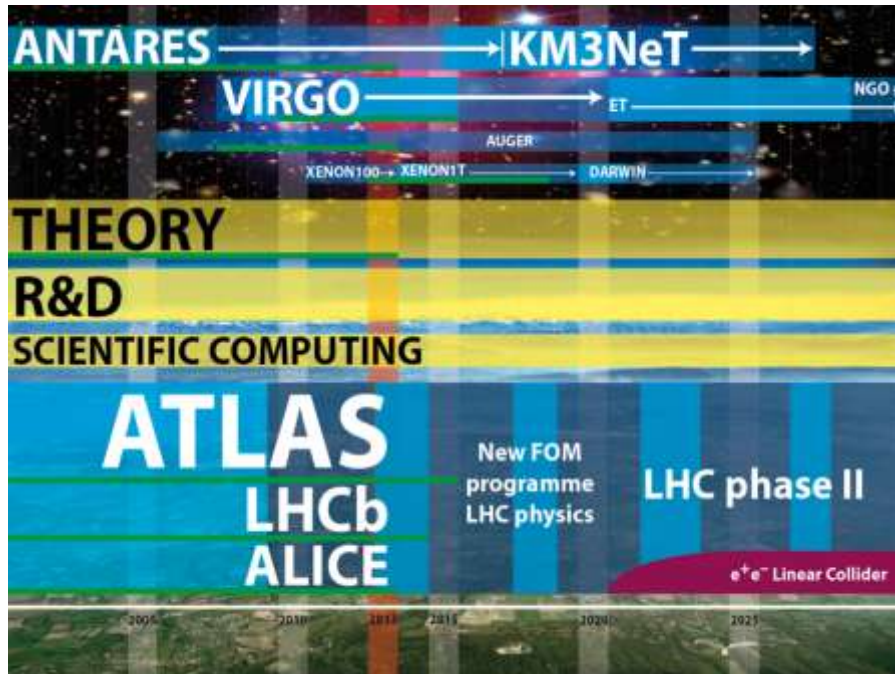 ANTARES KM3NeT
VIRGO ET NGO
AUGER
XENON100 XENON1T DARWIN
THEORY
R&D
SCIENTIFIC COMPUTING
ATLAS
LHCb
ALICE
New FOM
programme
LHC physics
LHC phase II
e⁺e⁻ Linear Collider
2005 2010 2013 2015 2020 2025